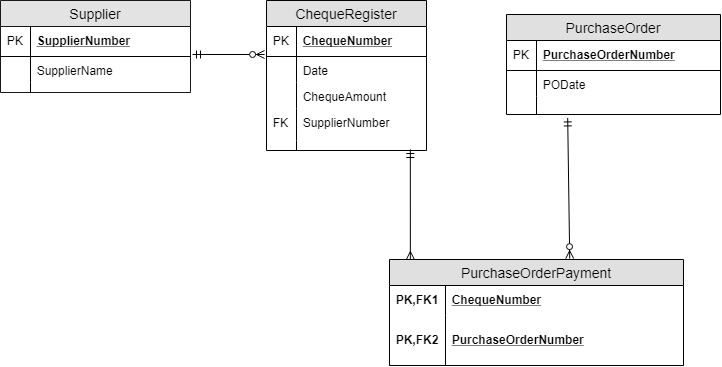 Supplier
PK SupplierNumber
SupplierName
ChequeRegister
PK ChequeNumber
Date
ChequeAmount
FK SupplierNumber
PurchaseOrder
PK PurchaseOrderNumber
PODate
PurchaseOrderPayment
PK,FK1 ChequeNumber
PK,FK2 PurchaseOrderNumber